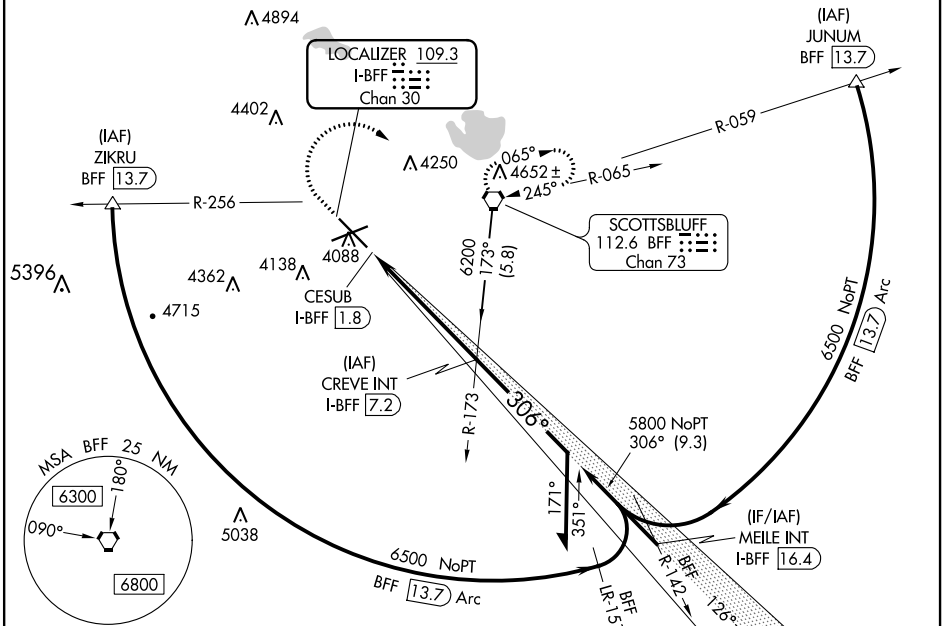 4894
LOCALIZER 109.3
I-BFF
Chan 30
(IAF)
JUNUM
BFF 13.7
4402
R-059
(IAF)
ZIKRU
BFF 13.7
4250
065°
4652 ±
245°
R-065
R-256
SCOTTSBLUFF
112.6 BFF
Chan 73
4088
6200
173°
(5.8)
5396
4362
4138
4715
CESUB
I-BFF 1.8
6500 NoPT
BFF 13.7 Arc
(IAF)
CREVE INT
I-BFF 7.2
R-173
306°
5800 NoPT
306° (9.3)
MSA BFF 25 NM
180°
6300
090°
6800
171°
351°
5038
(IF/IAF)
MEILE INT
I-BFF 16.4
6500 NoPT
BFF 13.7 Arc
BFF
R-142
BFF
126°